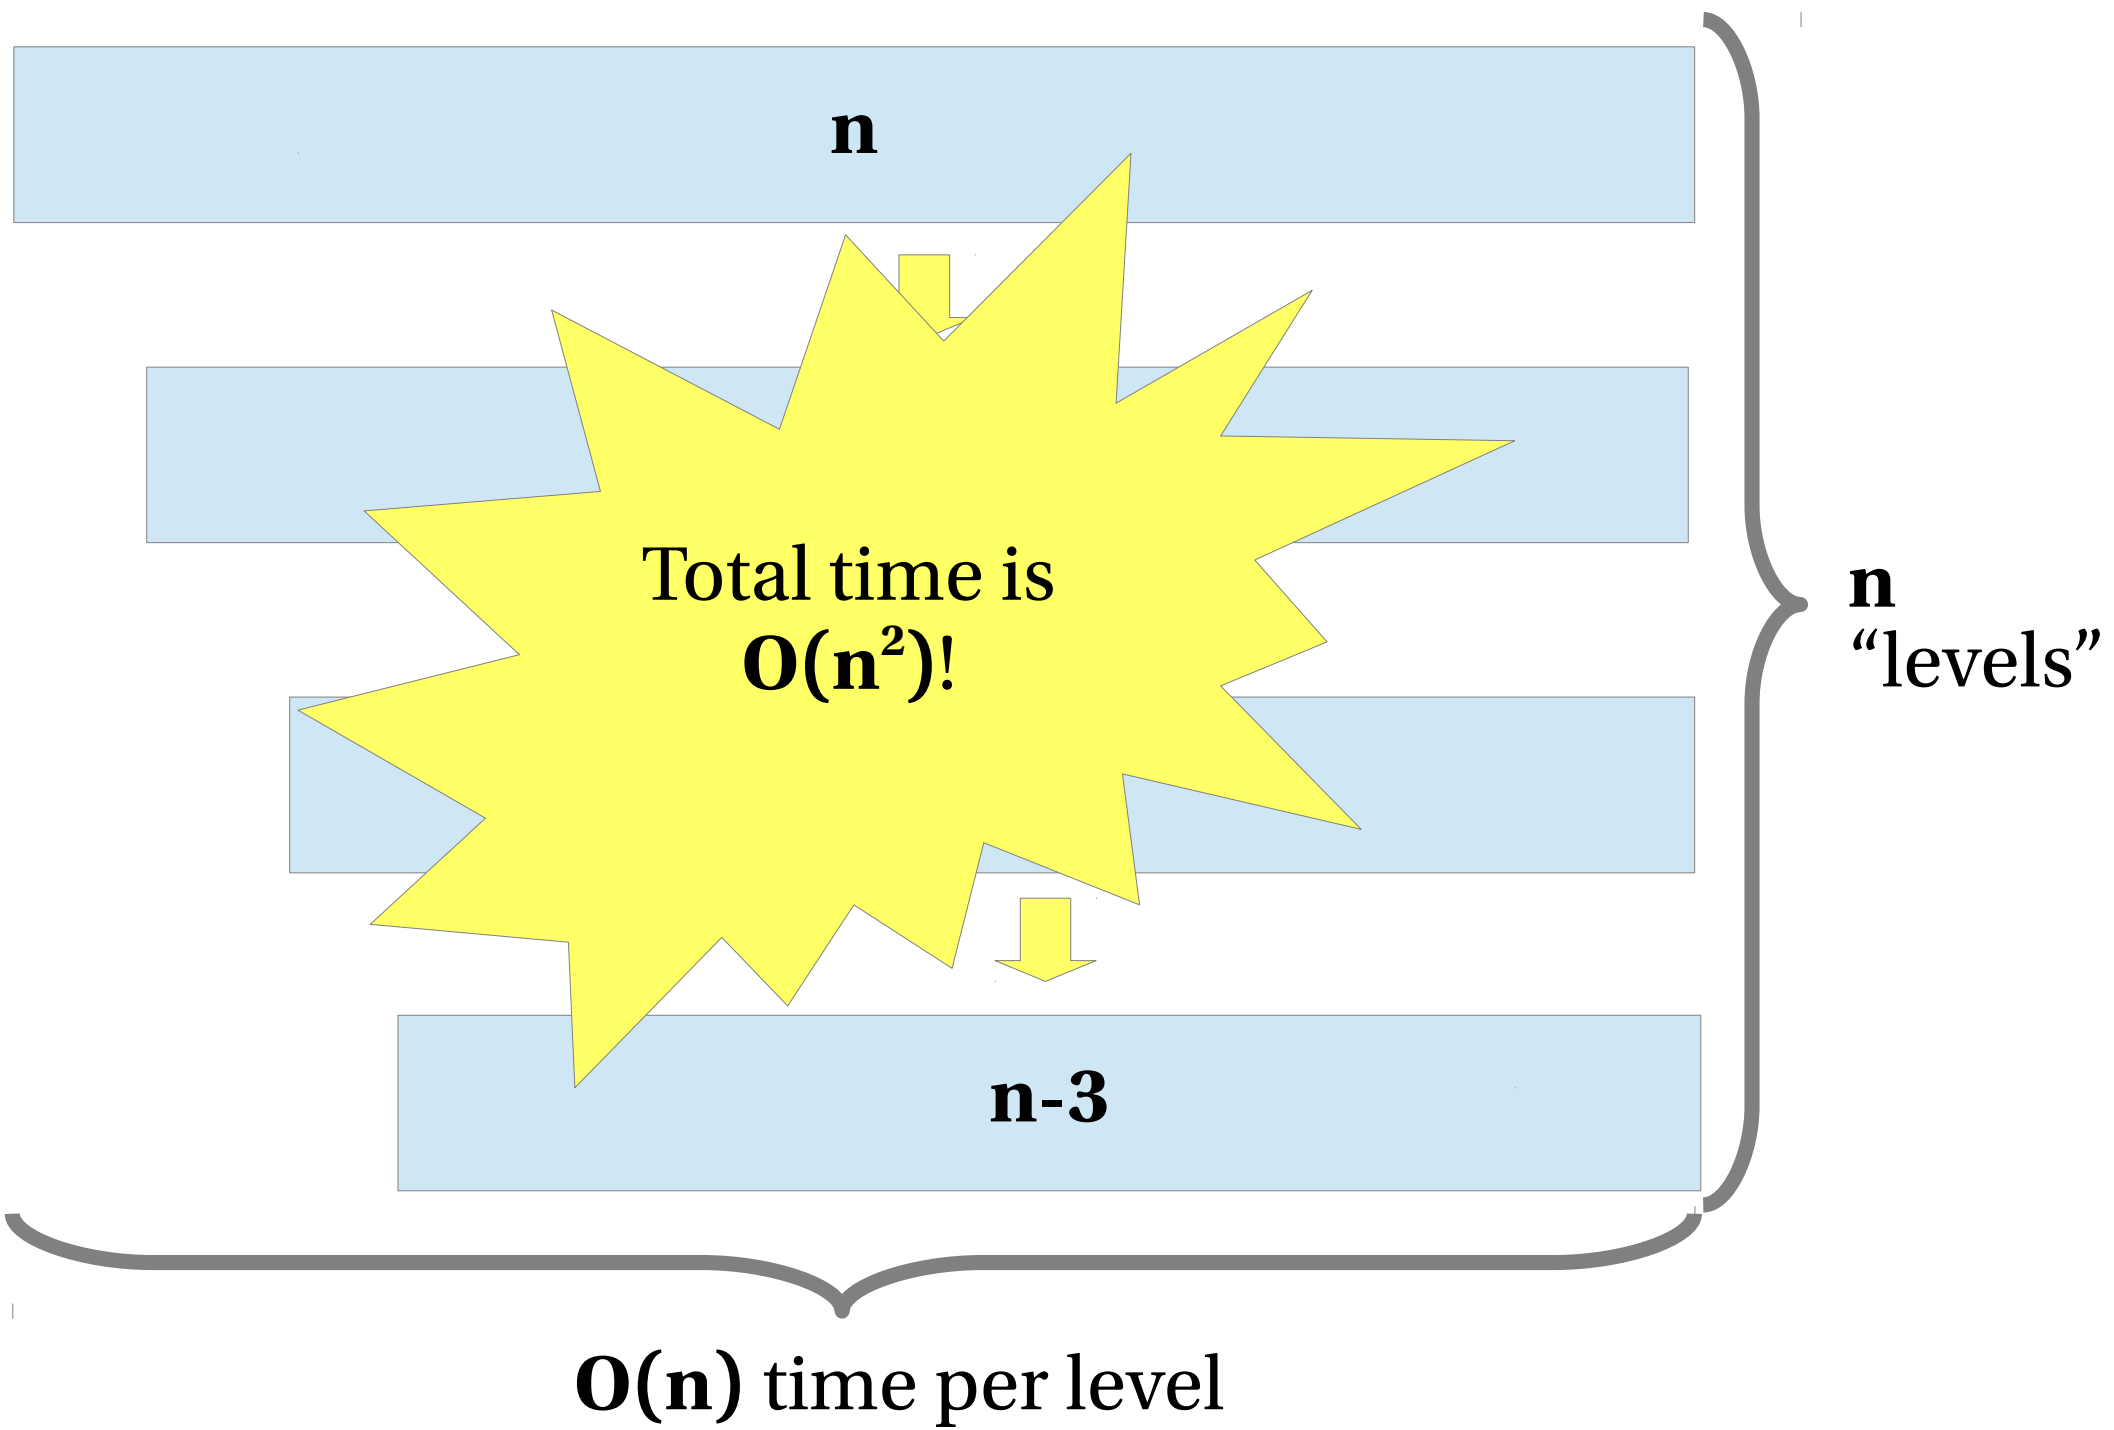 n
Total time is
O(n²)!
n
“levels”
n-3
O(n) time per level